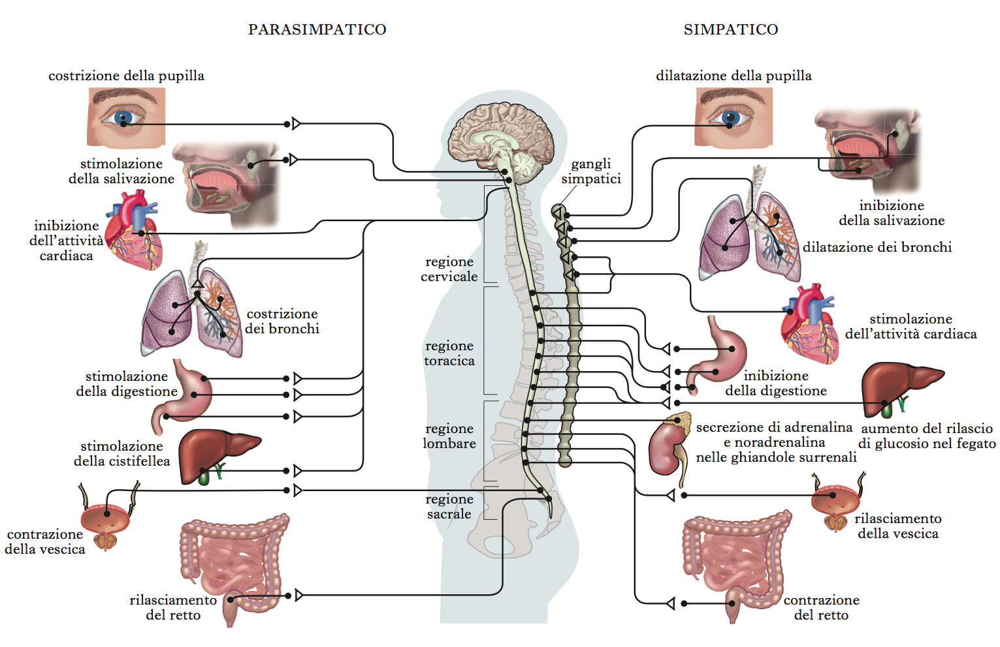 PARASIMPATICO
SIMPATICO
costrizione della pupilla
stimolazione
della salivazione
inibizione
dell'attività
cardiaca
costrizione
dei bronchi
stimolazione
della digestione
stimolazione
della cistifellea
contrazione
della vescica
rilasciamento
del retto
regione
cervicale
regione
toracica
regione
lombare
regione
sacrale
gangli
simpatici
dilatazione della pupilla
inibizione
della salivazione
dilatazione dei bronchi
stimolazione
dell'attività cardiaca
inibizione
della digestione
secrezione di adrenalina
e noradrenalina
nelle ghiandole surrenali
aumento del rilascio
di glucosio nel fegato
rilasciamento
della vescica
contrazione
del retto